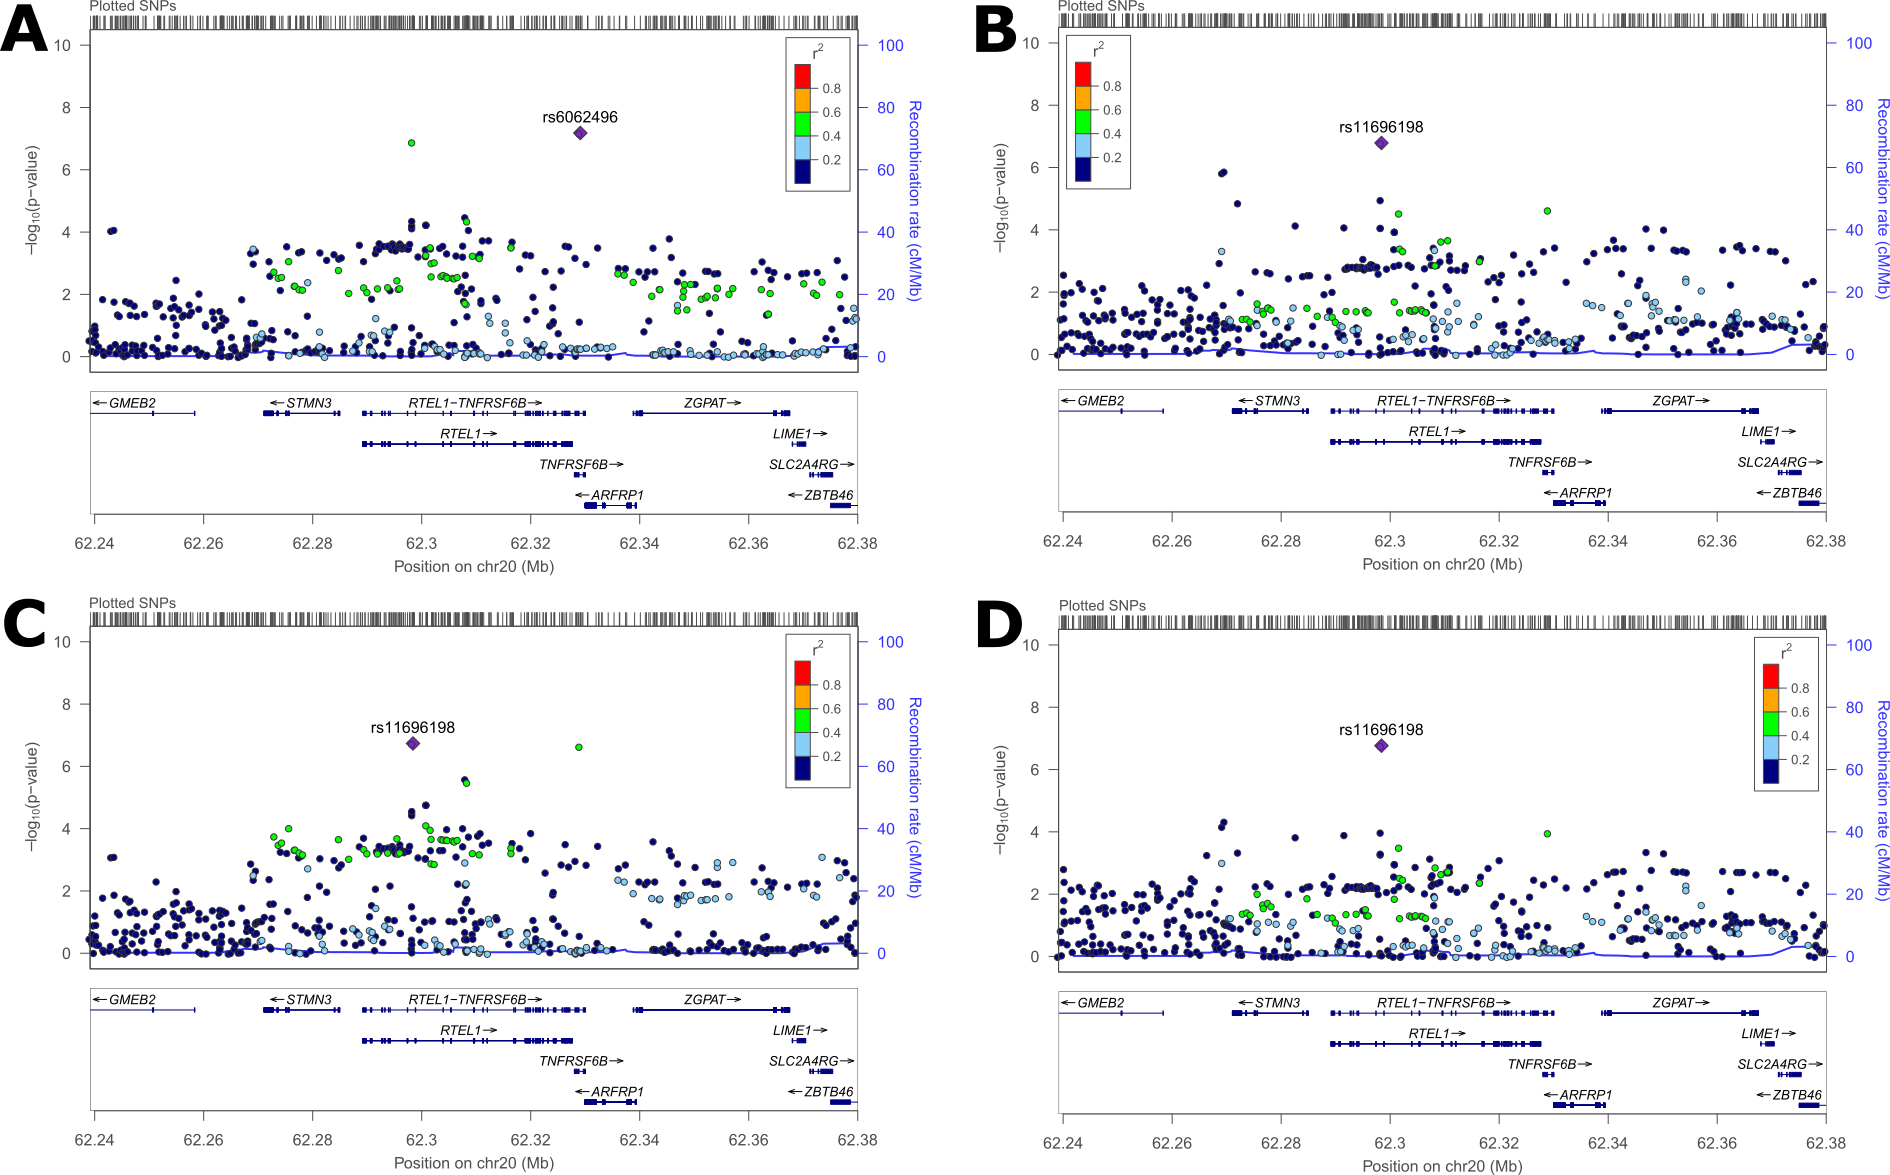 A
Plotted SNPs
10
8
6
4
2
0
−log10(p−value)
100
80
60
40
20
0
Recombination rate (cM/Mb)
r2
0.8
0.6
0.4
0.2
rs6062496
←GMEB2
←STMN3
RTEL1−TNFRSF6B→
ZGPAT→
RTEL1→
LIME1→
TNFRSF6B→
SLC2A4RG→
←ARFRP1
←ZBTB46
62.24 62.26 62.28 62.3 62.32 62.34 62.36 62.38
Position on chr20 (Mb)
B
Plotted SNPs
10
8
6
4
2
0
−log10(p−value)
100
80
60
40
20
0
Recombination rate (cM/Mb)
r2
0.8
0.6
0.4
0.2
rs11696198
←GMEB2
←STMN3
RTEL1−TNFRSF6B→
ZGPAT→
RTEL1→
LIME1→
TNFRSF6B→
SLC2A4RG→
←ARFRP1
←ZBTB46
62.24 62.26 62.28 62.3 62.32 62.34 62.36 62.38
Position on chr20 (Mb)
C
Plotted SNPs
10
8
6
4
2
0
−log10(p−value)
100
80
60
40
20
0
Recombination rate (cM/Mb)
r2
0.8
0.6
0.4
0.2
rs11696198
←GMEB2
←STMN3
RTEL1−TNFRSF6B→
ZGPAT→
RTEL1→
LIME1→
TNFRSF6B→
SLC2A4RG→
←ARFRP1
←ZBTB46
62.24 62.26 62.28 62.3 62.32 62.34 62.36 62.38
Position on chr20 (Mb)
D
Plotted SNPs
10
8
6
4
2
0
−log10(p−value)
100
80
60
40
20
0
Recombination rate (cM/Mb)
r2
0.8
0.6
0.4
0.2
rs11696198
←GMEB2
←STMN3
RTEL1−TNFRSF6B→
ZGPAT→
RTEL1→
LIME1→
TNFRSF6B→
SLC2A4RG→
←ARFRP1
←ZBTB46
62.24 62.26 62.28 62.3 62.32 62.34 62.36 62.38
Position on chr20 (Mb)